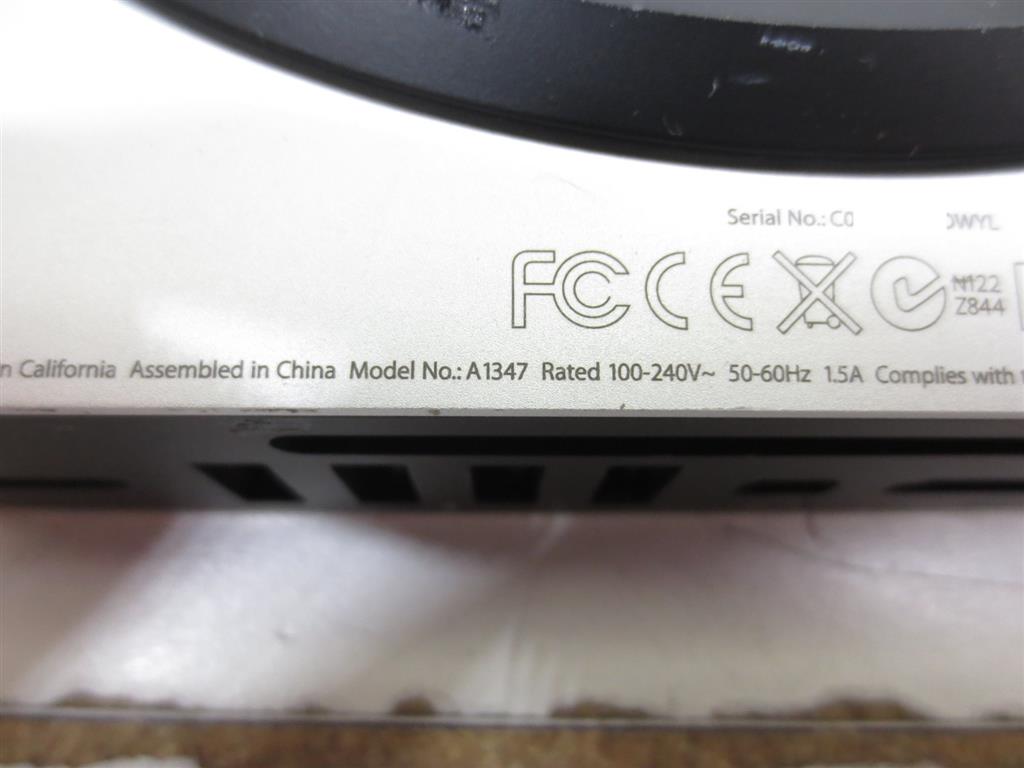 Serial No.: C0 DWYL
FC CE N122
Z844
n California Assembled in China Model No.: A1347 Rated 100-240V~ 50-60Hz 1.5A Complies with